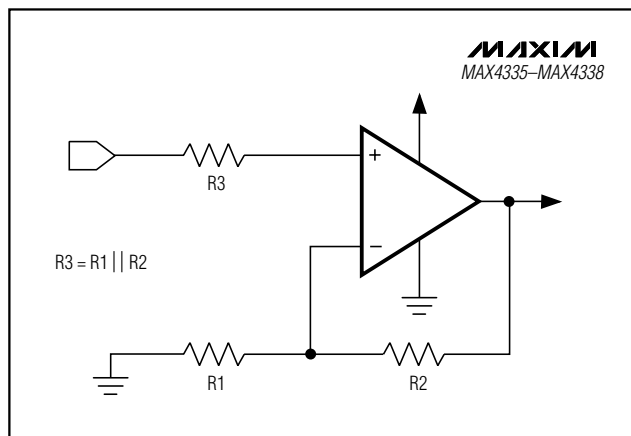 MAXIM
MAX4335–MAX4338
+
R3
−
R3 = R1 || R2
R1
R2